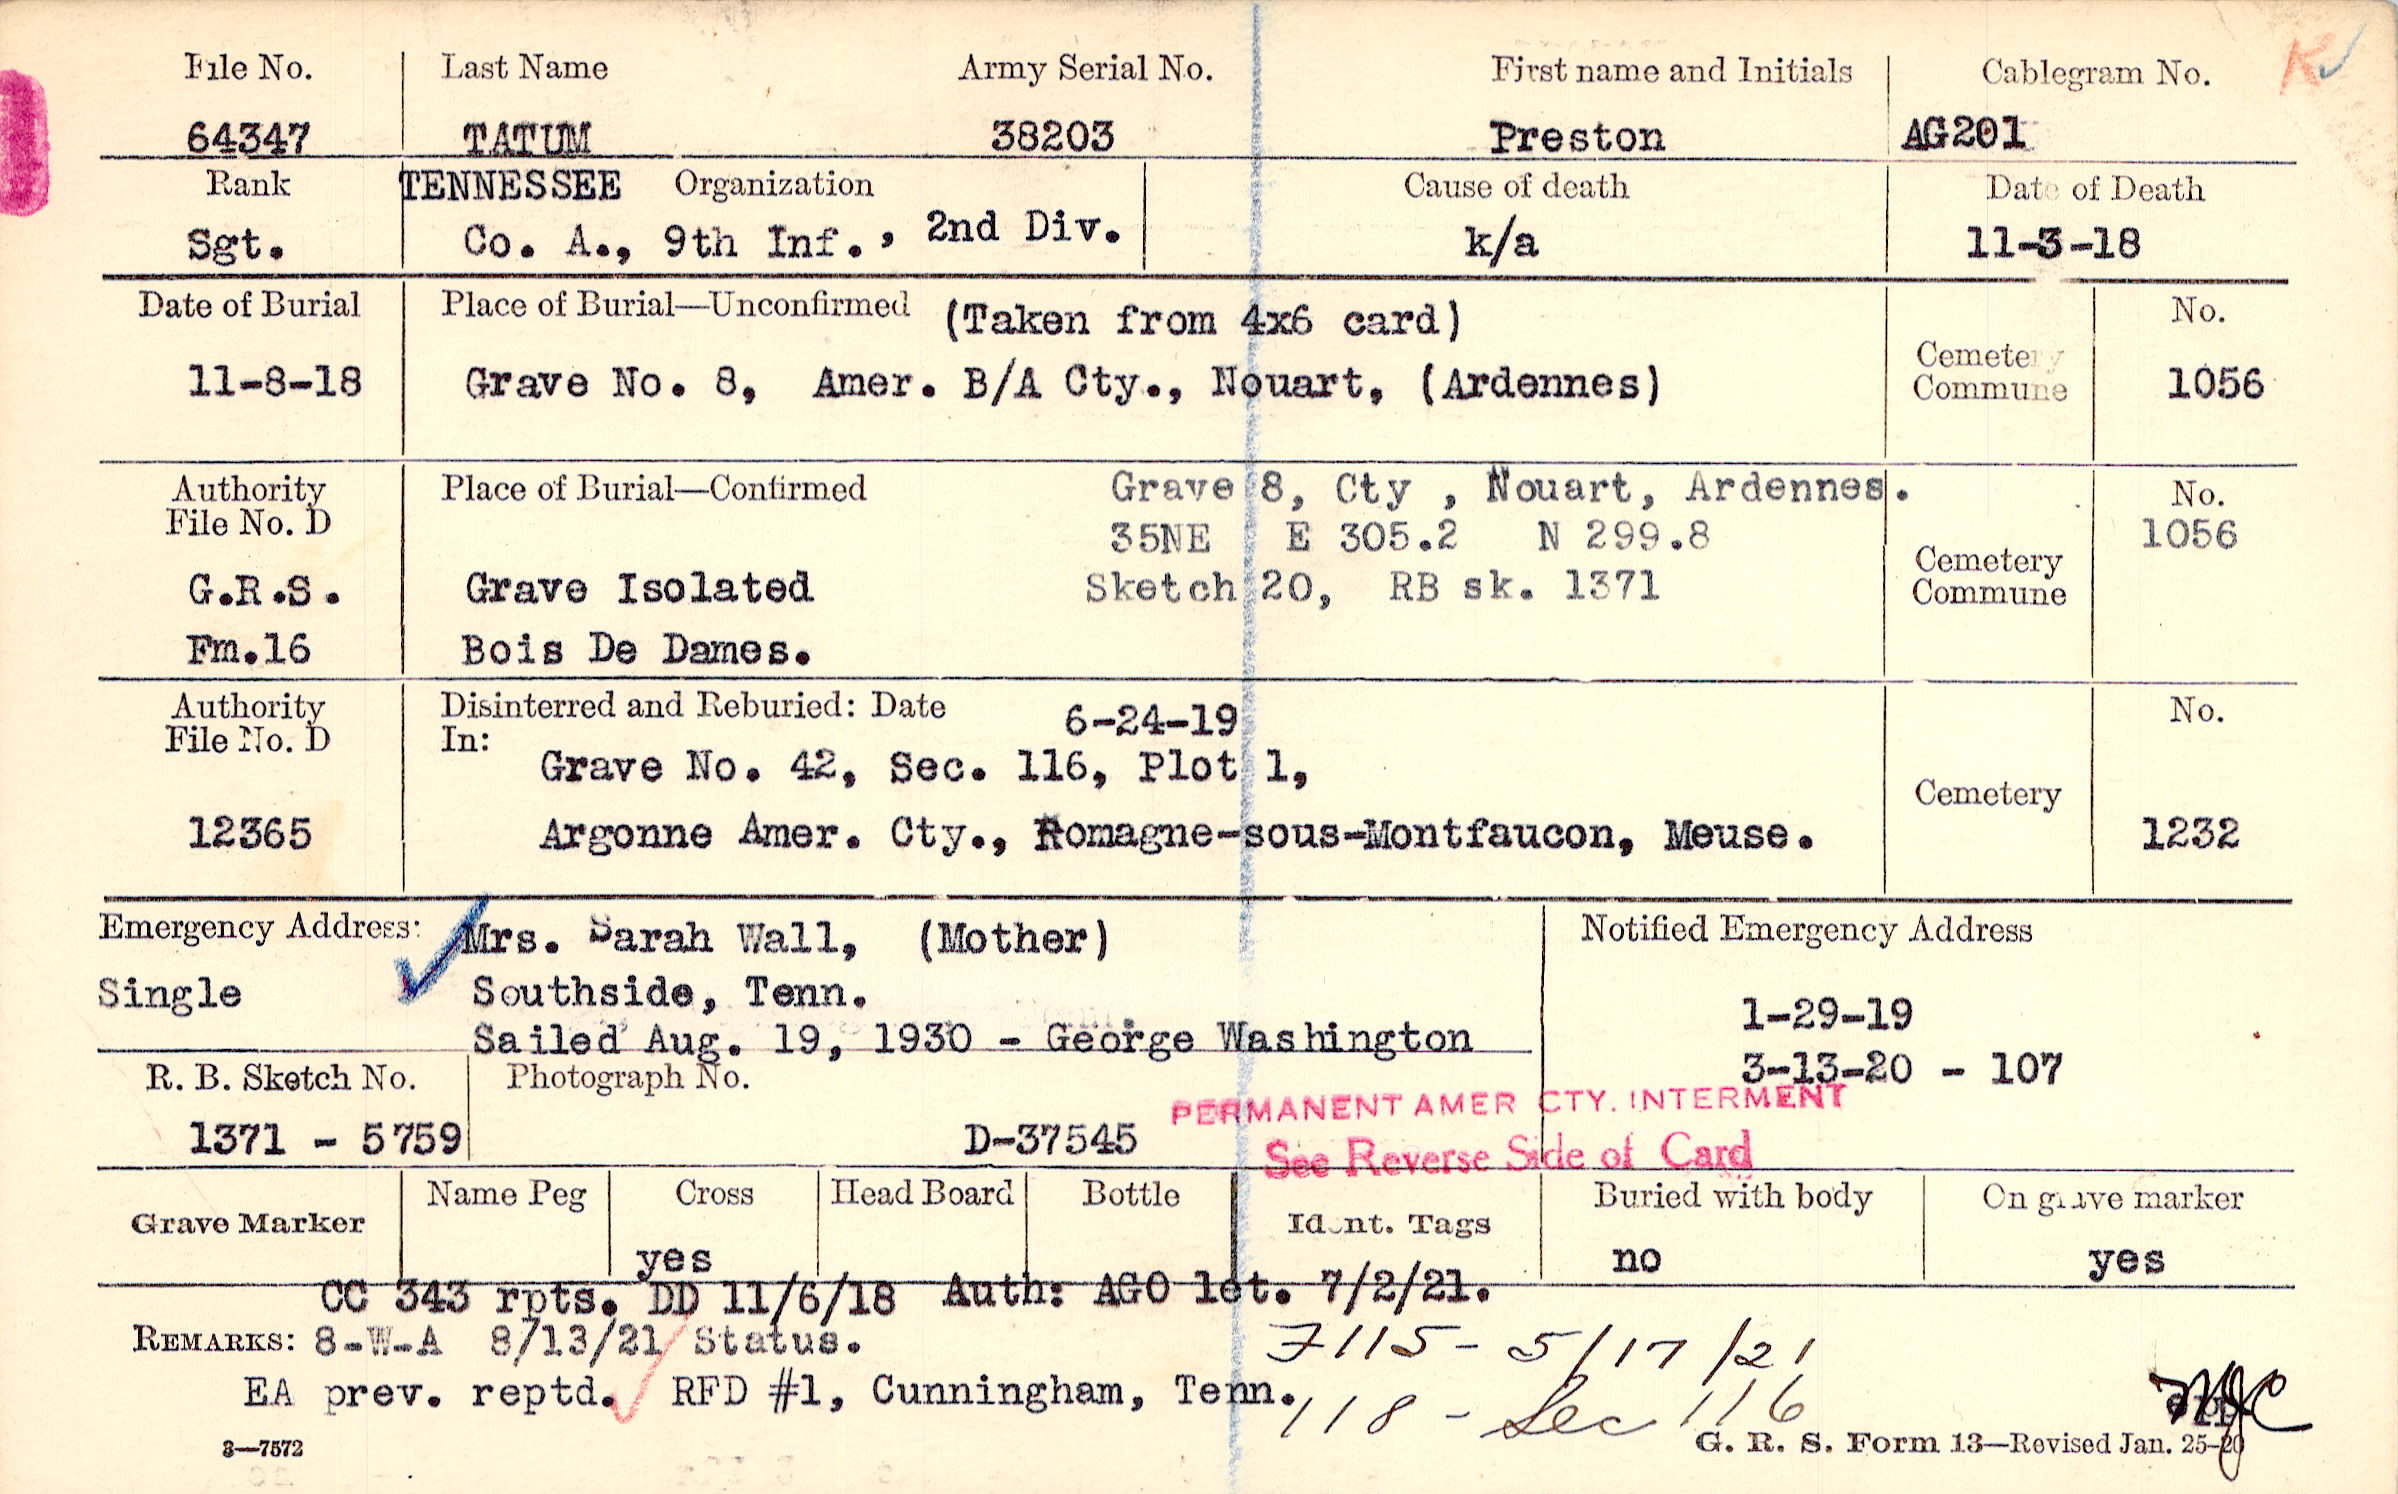 File No. Last Name Army Serial No. First name and Initials Cablegram No.
64347 TATUM 38203 Preston AG201
Rank TENNESSEE Organization Cause of death Date of Death
Sgt. Co. A., 9th Inf., 2nd Div. k/a 11-3-18
Date of Burial Place of Burial—Unconfirmed (Taken from 4x6 card) No.
11-8-18 Grave No. 8, Amer. B/A Cty., Nouart, (Ardennes) Cemetery Commune 1056
Authority File No. D Place of Burial—Confirmed Grave 8, Cty , Nouart, Ardennes. No.
35NE E 305.2 N 299.8 1056
G.R.S. Grave Isolated Sketch 20, RB sk. 1371 Cemetery Commune
Fm.16 Bois De Dames.
Authority File No. D Disinterred and Reburied: Date 6-24-19 No.
In: Grave No. 42, Sec. 116, Plot 1, Cemetery
12365 Argonne Amer. Cty., Romagne-sous-Montfaucon, Meuse. 1232
Emergency Address: Mrs. Sarah Wall, (Mother) Notified Emergency Address
Single Southside, Tenn. 1-29-19
Sailed Aug. 19, 1930 - George Washington 3-13-20 - 107
R. B. Sketch No. Photograph No.
PERMANENT AMER CTY. INTERMENT
1371 - 5759 D-37545 See Reverse Side of Card
Grave Marker Name Peg Cross Head Board Bottle Ident. Tags Buried with body On grave marker
yes no yes
CC 343 rpts. DD 11/6/18 Auth: AGO let. 7/2/21.
REMARKS: 8-W-A 8/13/21 Status. 7115 - 5/17/21
EA prev. reptd. RFD #1, Cunningham, Tenn. 118 - Sec 116
3—7572 G. R. S. Form 13—Revised Jan. 25-20